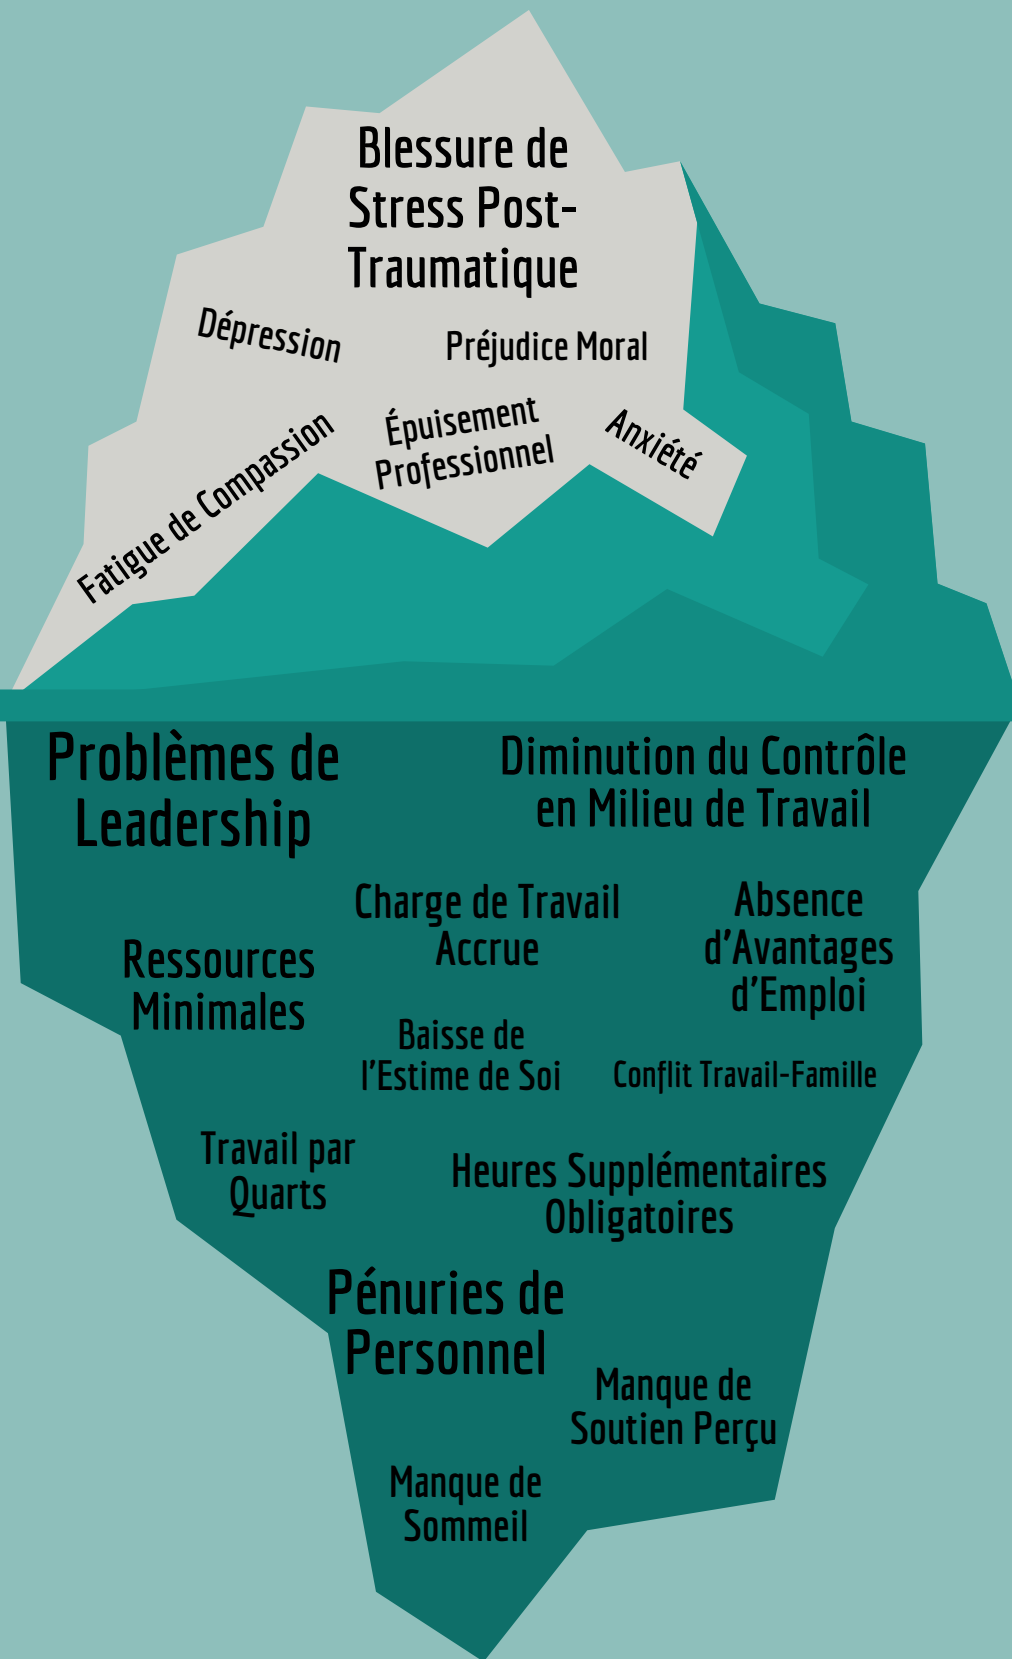 Blessure de
Stress Post-
Traumatique
Dépression
Préjudice Moral
Fatigue de Compassion
Épuisement
Professionnel
Anxiété
Problèmes de
Leadership
Diminution du Contrôle
en Milieu de Travail
Charge de Travail
Accrue
Absence
d'Avantages
d'Emploi
Ressources
Minimales
Baisse de
l'Estime de Soi
Conflit Travail-Famille
Travail par
Quarts
Heures Supplémentaires
Obligatoires
Pénuries de
Personnel
Manque de
Soutien Perçu
Manque de
Sommeil